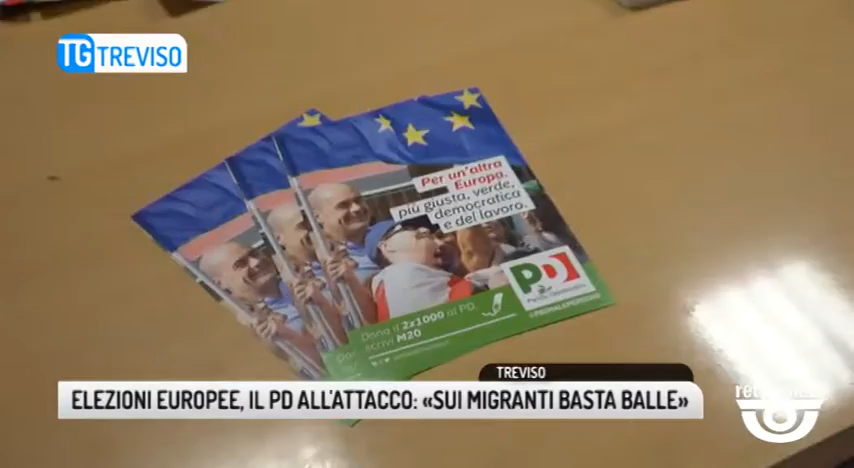 TG TREVISO
Per un'altra
Europa,
più giusta, verde,
democratica
e del lavoro.
PD
Partito Democratico
Dona il 2x1000 al PD,
scrivi M20
TREVISO
ELEZIONI EUROPEE, IL PD ALL'ATTACCO: «SUI MIGRANTI BASTA BALLE»